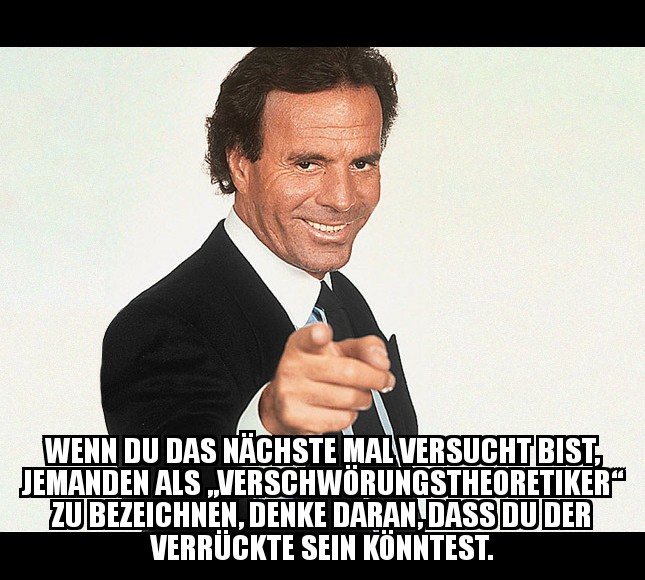 WENN DU DAS NÄCHSTE MAL VERSUCHT BIST,
JEMANDEN ALS „VERSCHWÖRUNGSTHEORETIKER“
ZU BEZEICHNEN, DENKE DARAN, DASS DU DER
VERRÜCKTE SEIN KÖNNTEST.